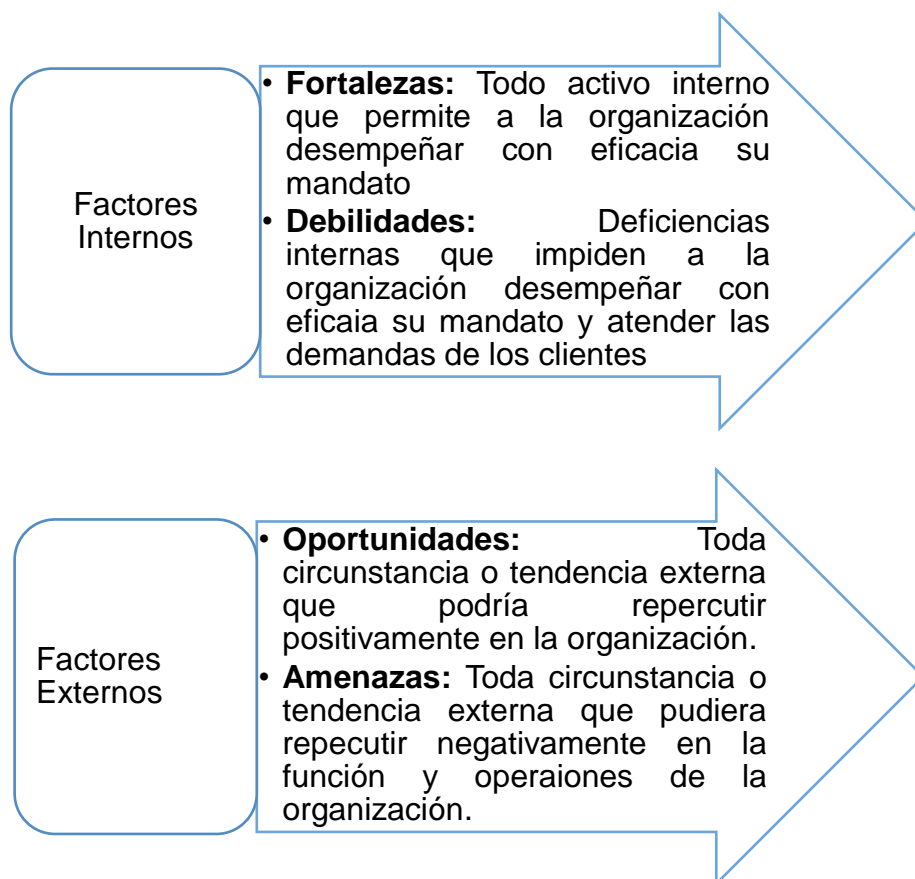 Factores
Internos
• Fortalezas: Todo activo interno
que permite a la organización
desempeñar con eficacia su
mandato
• Debilidades: Deficiencias
internas que impiden a la
organización desempeñar con
eficaia su mandato y atender las
demandas de los clientes
Factores
Externos
• Oportunidades: Toda
circunstancia o tendencia externa
que podría repercutir
positivamente en la organización.
• Amenazas: Toda circunstancia o
tendencia externa que pudiera
repecutir negativamente en la
función y operaiones de la
organización.